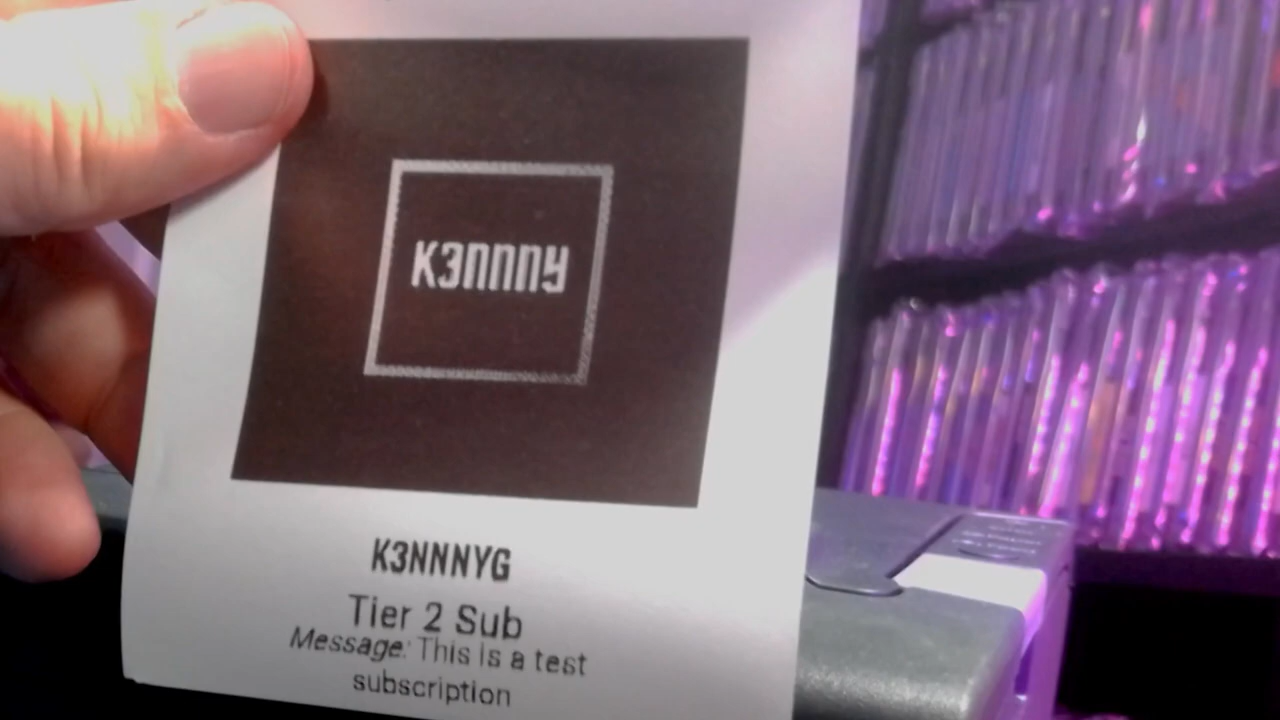 K3NNNY
K3NNNYG
Tier 2 Sub
Message: This is a test
subscription